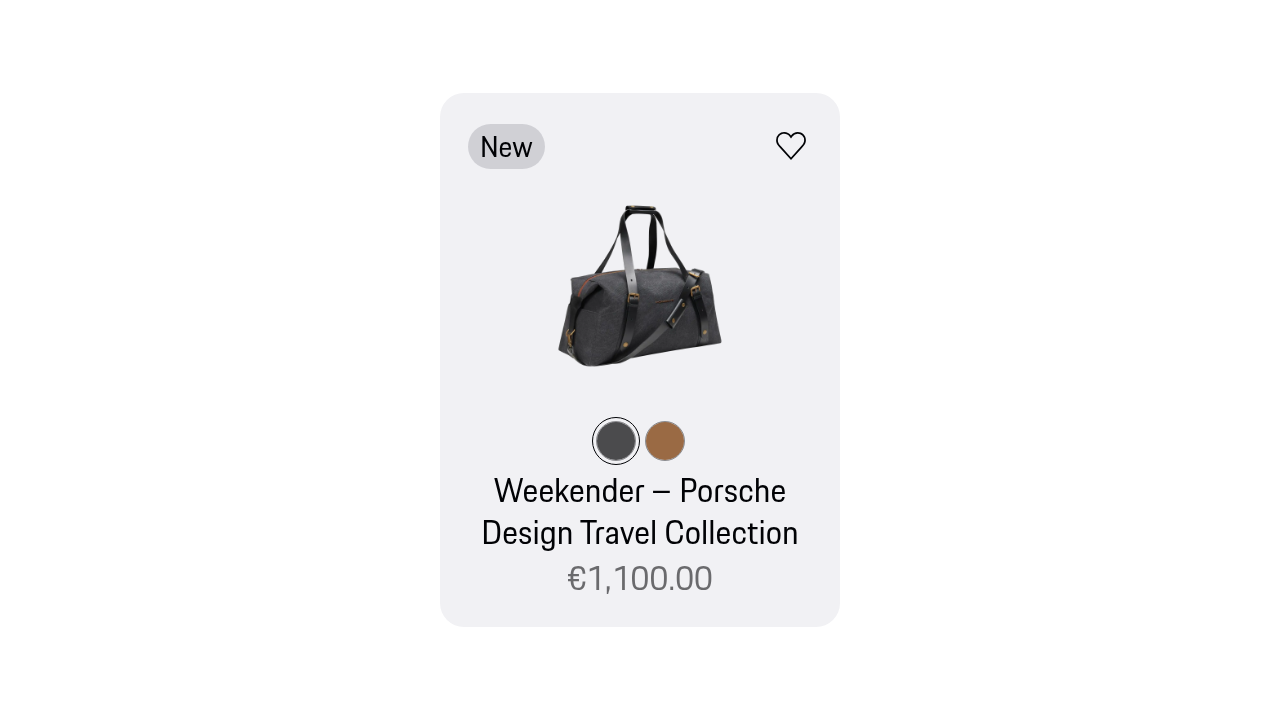 New
Weekender – Porsche
Design Travel Collection
€1,100.00